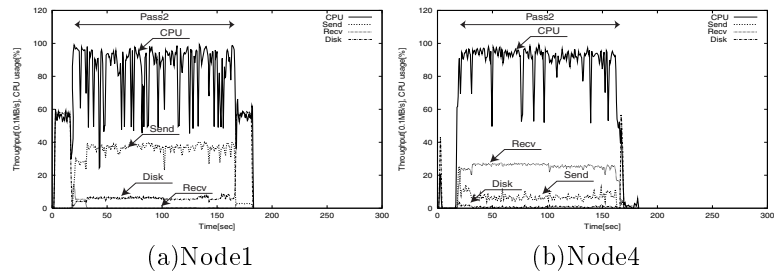 Throughput[0.1MB/s], CPU usage[%]
120
100
80
60
40
20
0
0 50 100 150 200 250 300
Time[sec]
Pass2
CPU
Send
Recv
Disk
CPU
Send
Disk
Recv
(a)Node1
Throughput[0.1MB/s], CPU usage[%]
120
100
80
60
40
20
0
0 50 100 150 200 250 300
Time[sec]
Pass2
CPU
Send
Recv
Disk
CPU
Recv
Disk
Send
(b)Node4